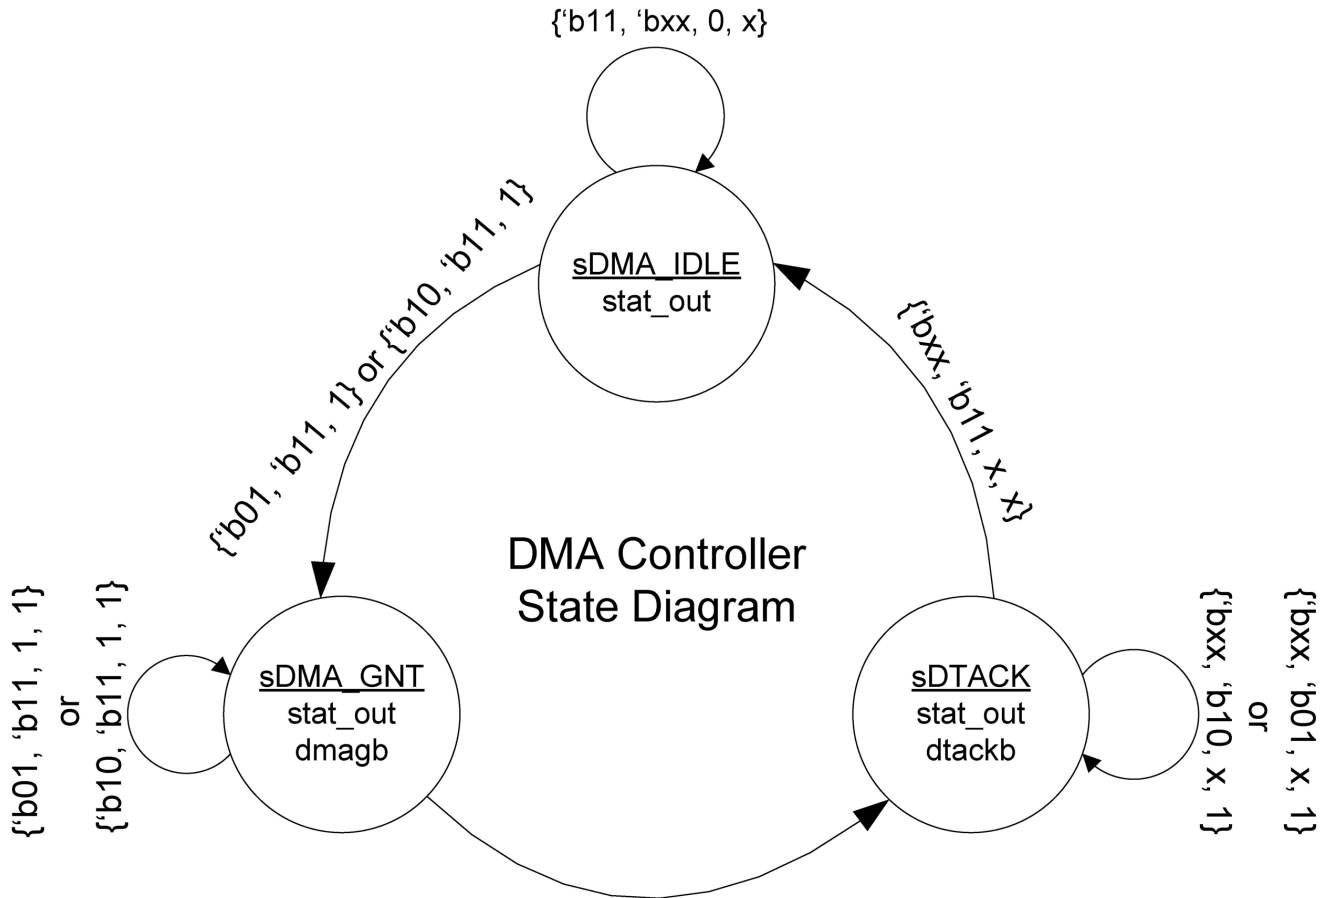 {‘b11, ‘bxx, 0, x}
{‘b01, ‘b11, 1} or {‘b10, ‘b11, 1}
sDMA_IDLE
stat_out
{‘bxx, ‘b11, x, x}
DMA Controller
State Diagram
{‘b01, ‘b11, 1, 1}
or
{‘b10, ‘b11, 1, 1}
sDMA_GNT
stat_out
dmagb
sDTACK
stat_out
dtackb
{‘bxx, ‘b01, x, 1}
or
{‘bxx, ‘b10, x, 1}